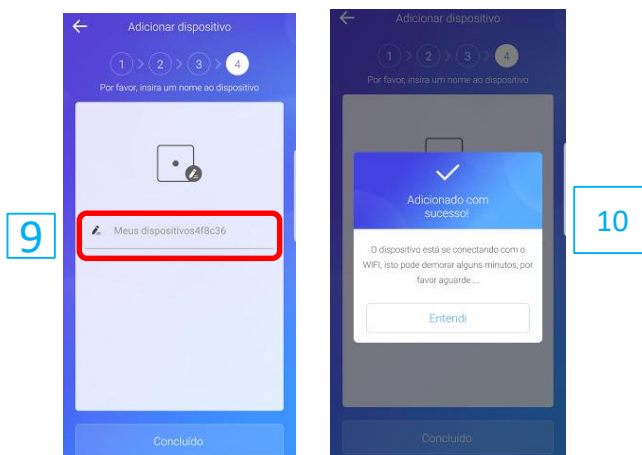 Adicionar dispositivo
1 > 2 > 3 > 4
Por favor, insira um nome ao dispositivo
9
Meus dispositivos4f8c36
Concluído
Adicionar dispositivo
1 > 2 > 3 > 4
Por favor, insira um nome ao dispositivo
Adicionado com
sucesso!
10
O dispositivo está se conectando com o
WIFI, isto pode demorar alguns minutos, por
favor aguarde ...
Entendi
Concluído